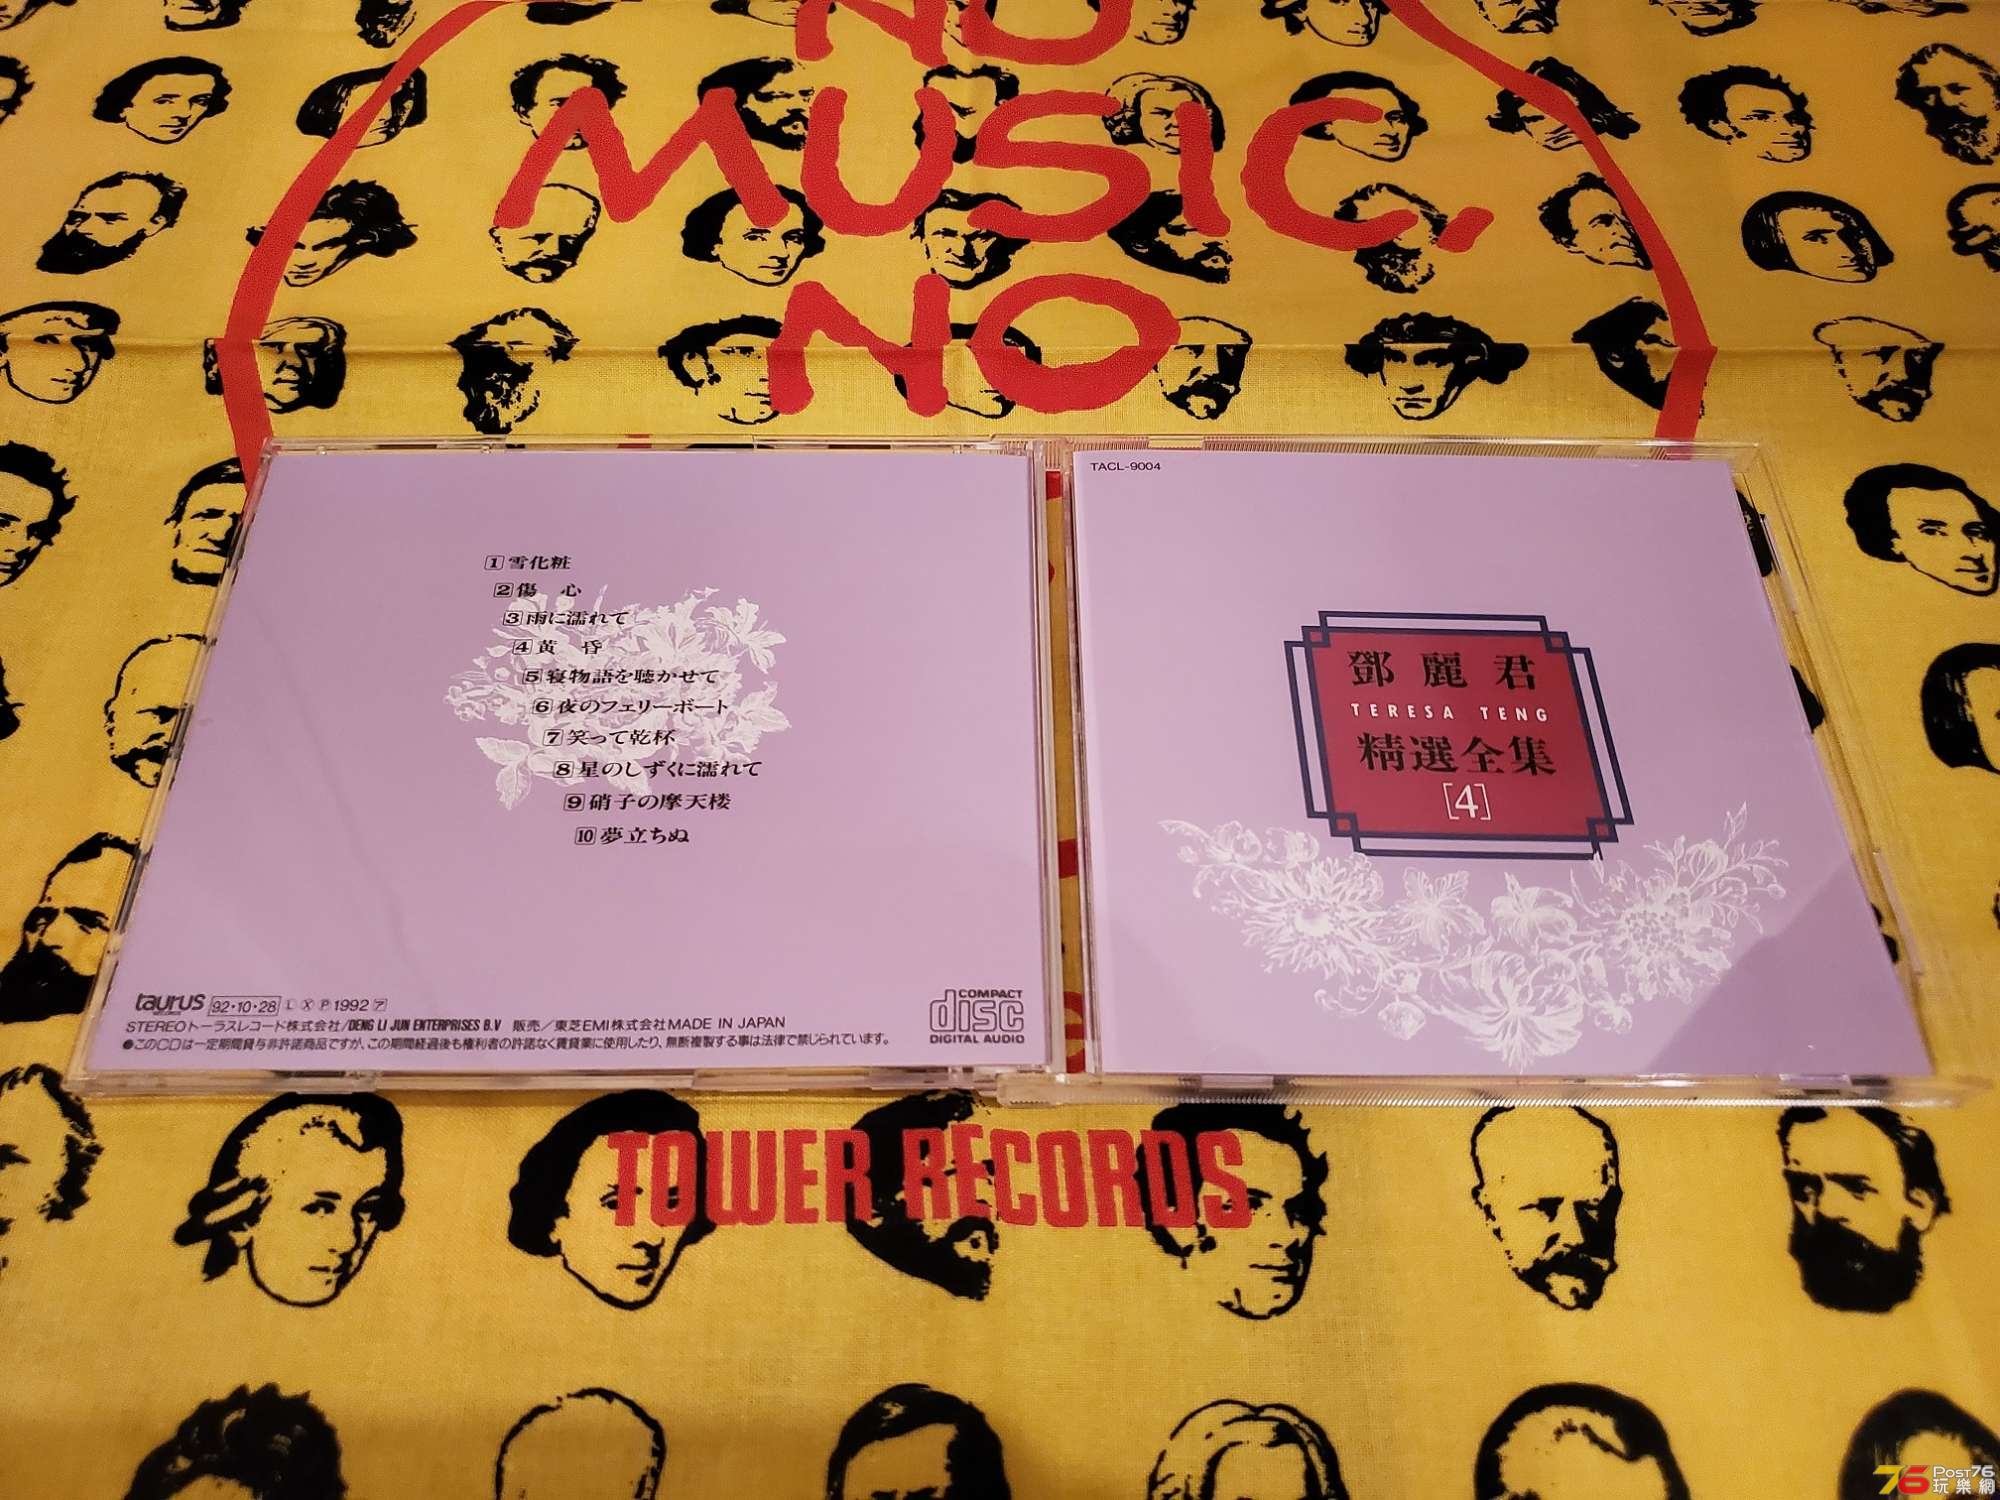 NO
MUSIC,
NO
1 雪化粧
2 傷 心
3 雨に濡れて
4 黄 昏
5 寝物語を聴かせて
6 夜のフェリーボート
7 笑って乾杯
8 星のしずくに濡れて
9 硝子の摩天楼
10 夢立ちぬ
taurus
RECORDS
92・10・28 L X P 1992 ア
STEREO トーラスレコード株式会社/DENG LI JUN ENTERPRISES B.V 販売/東芝EMI株式会社 MADE IN JAPAN
●このCDは一定期間貸与非許諾商品ですが、この期間経過後も権利者の許諾なく賃貸業に使用したり、無断複製する事は法律で禁じられています。
COMPACT
disc
DIGITAL AUDIO
TACL-9004
鄧麗君
TERESA TENG
精選全集
[4]
TOWER RECORDS
76 Post76
玩樂網